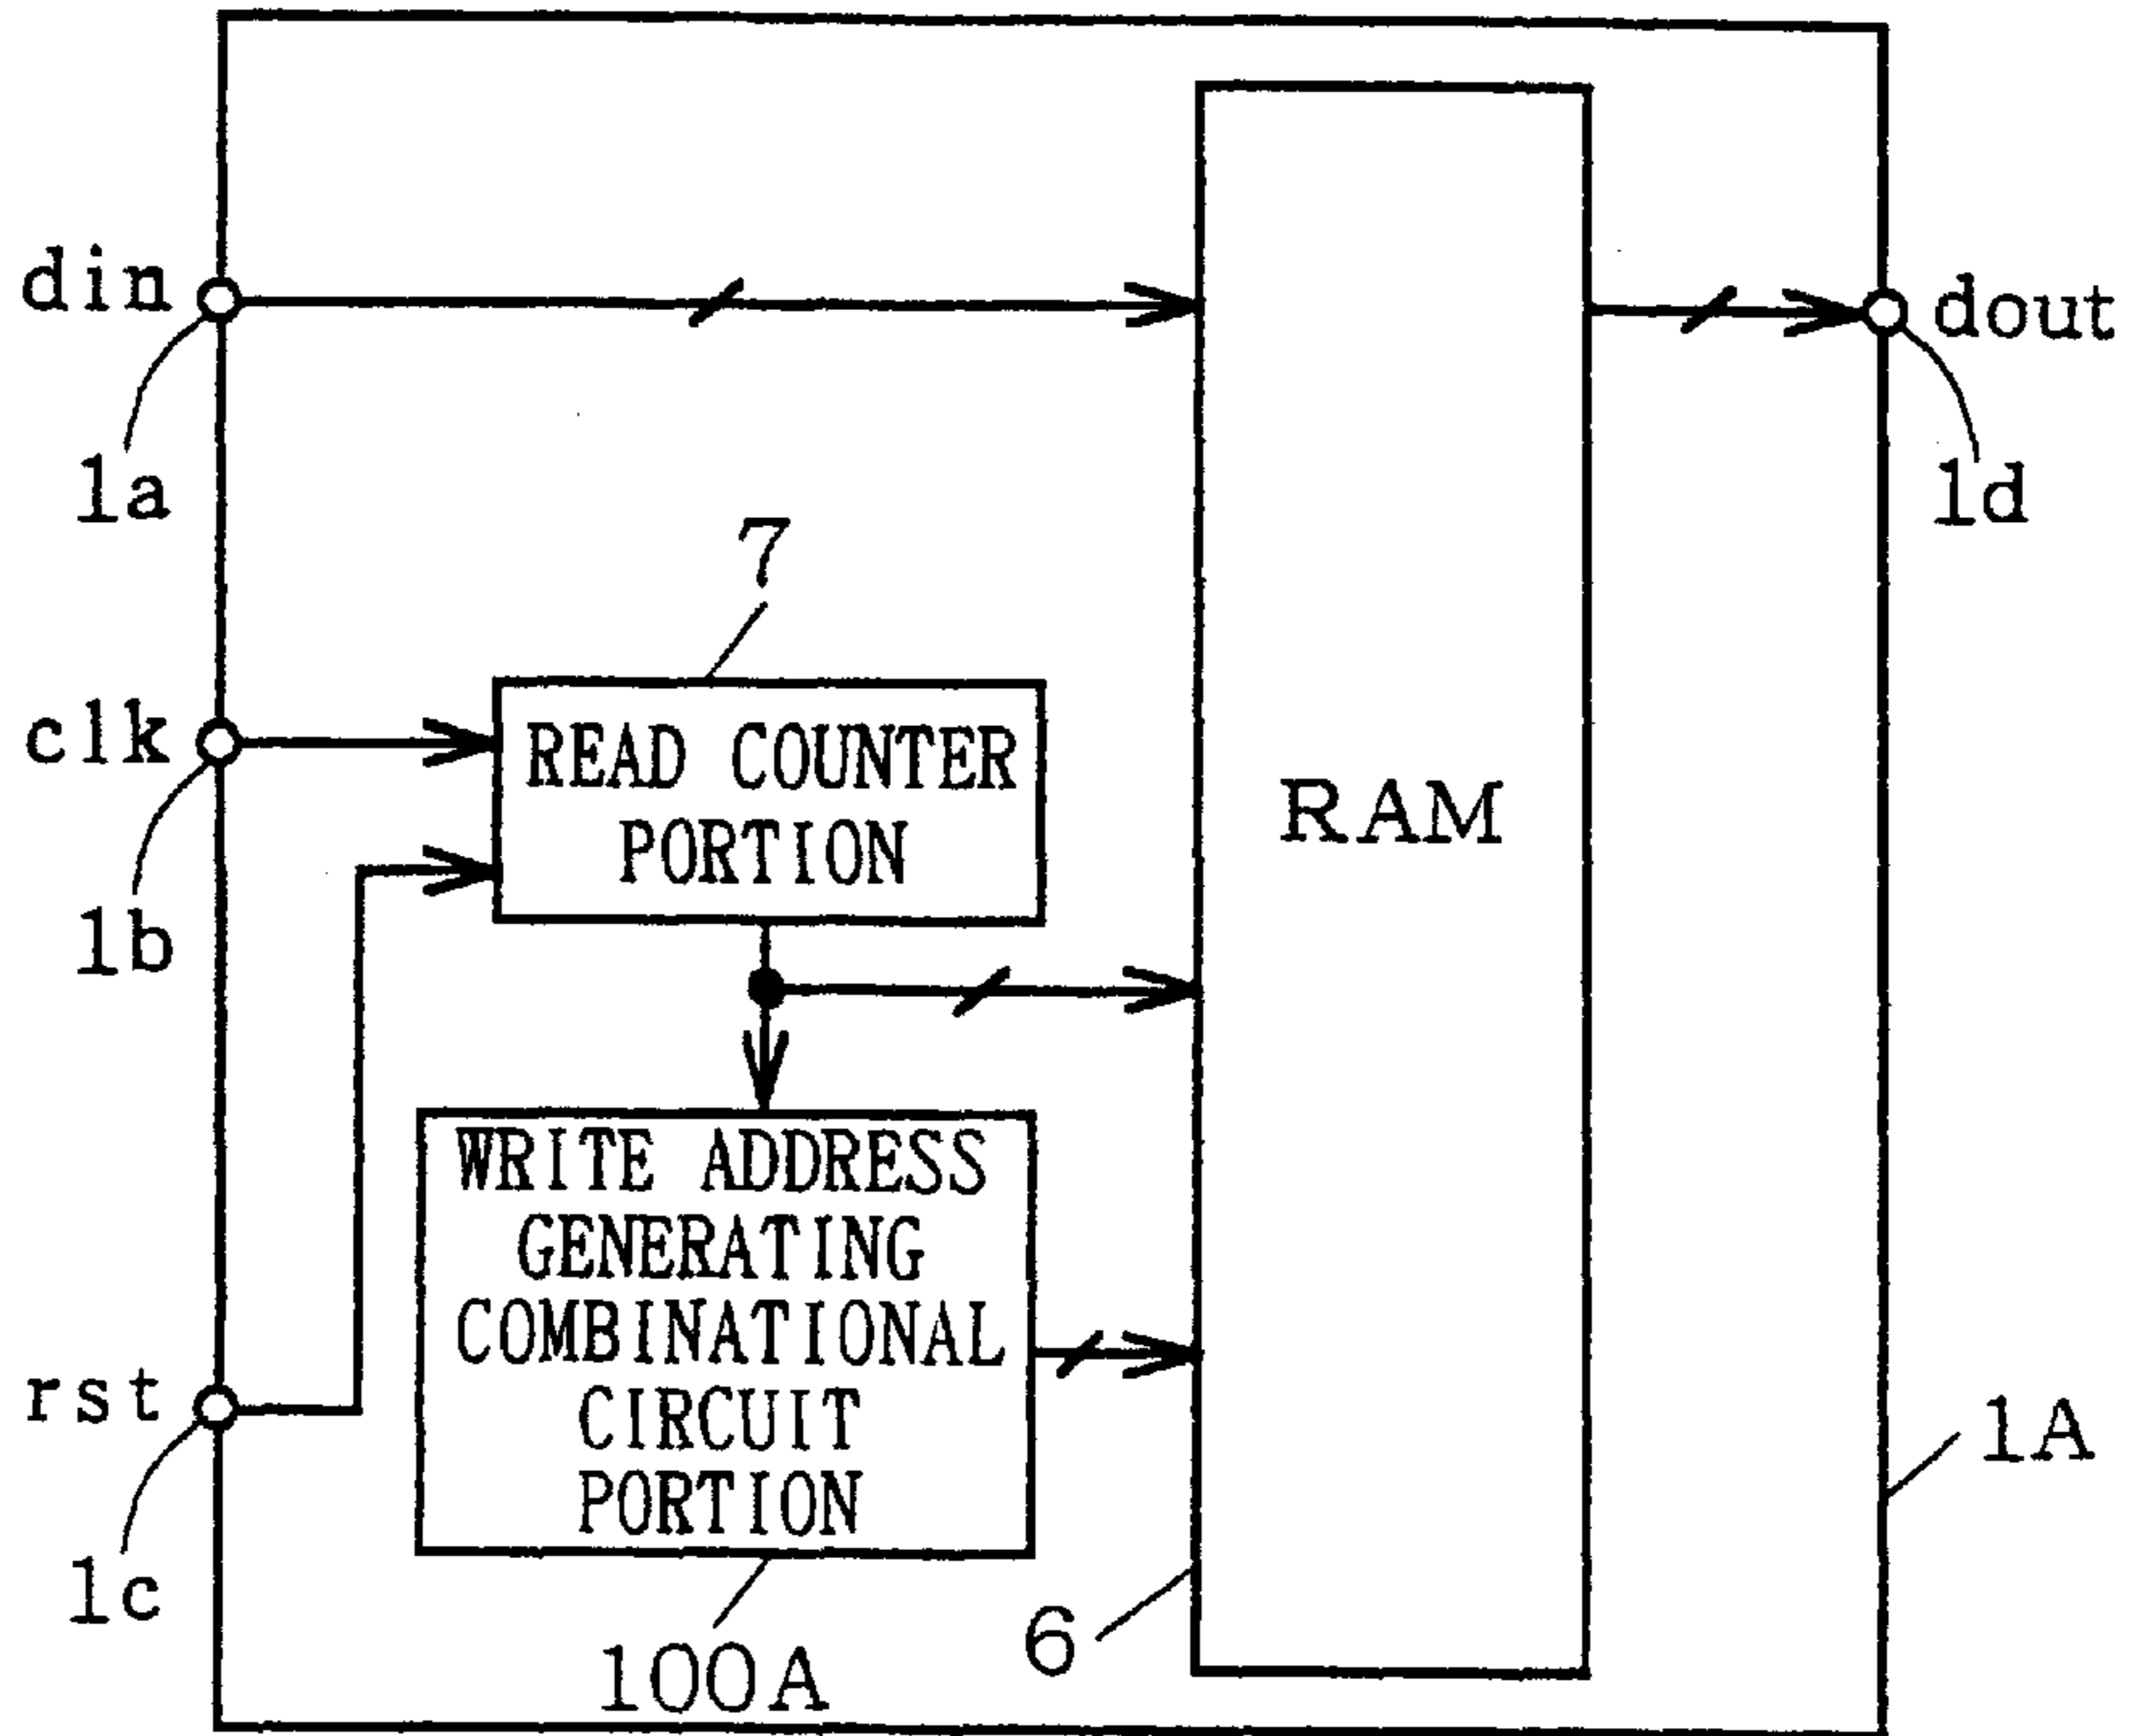 din
dout
1a
1d
7
clk
READ COUNTER
PORTION
RAM
1b
WRITE ADDRESS
GENERATING
COMBINATIONAL
CIRCUIT
PORTION
rst
1A
1c
6
100A